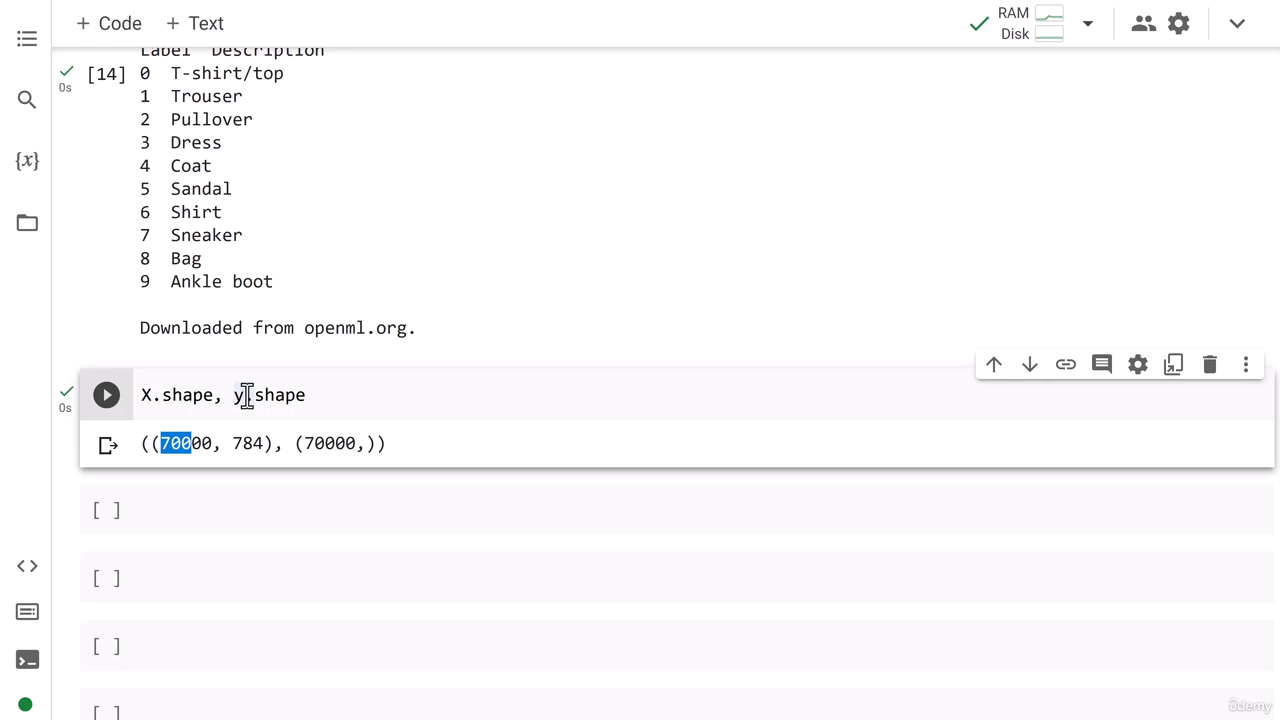 + Code + Text
RAM
Disk
Label Description
[14] 0 T-shirt/top
0s
1 Trouser
2 Pullover
3 Dress
4 Coat
5 Sandal
6 Shirt
7 Sneaker
8 Bag
9 Ankle boot
Downloaded from openml.org.
X.shape, y.shape
0s
((70000, 784), (70000,))
[ ]
[ ]
[ ]
[ ]
{x}
ûdemy